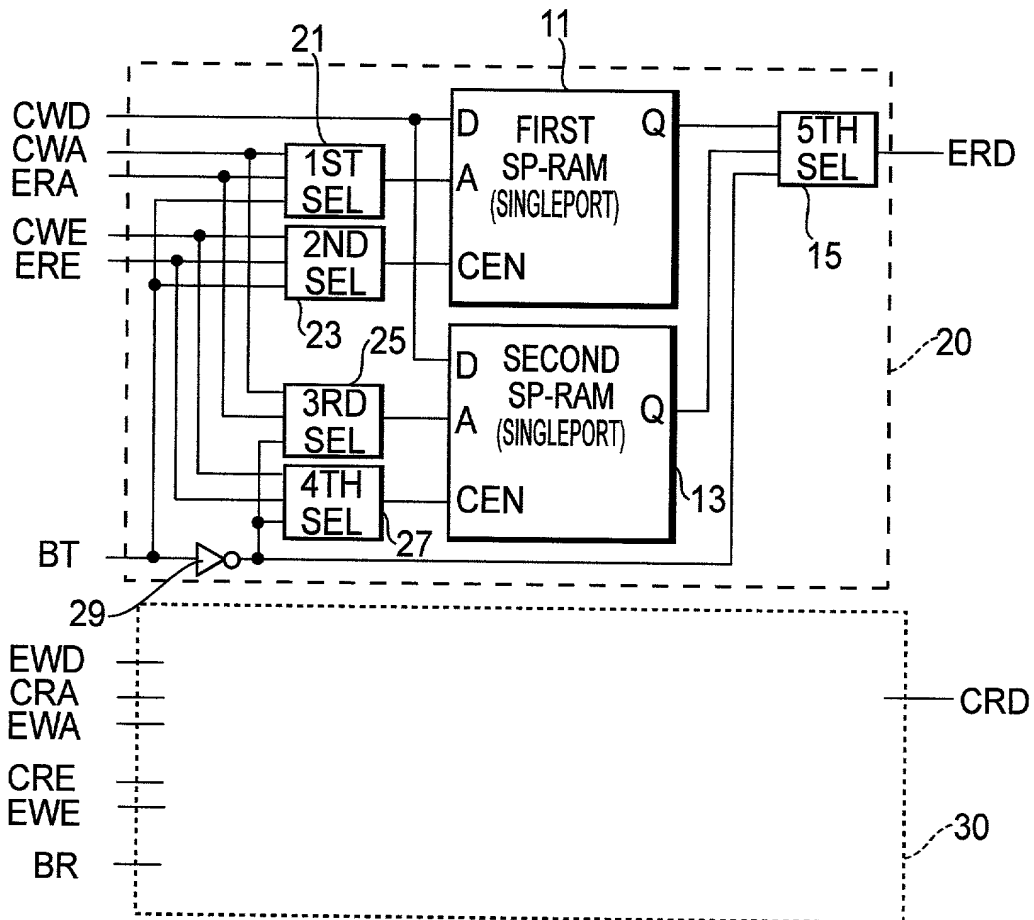 21
11
CWD
CWA
ERA
CWE
ERE
1ST
SEL
2ND
SEL
23
D
A
CEN
FIRST
SP-RAM
(SINGLEPORT)
Q
5TH
SEL
15
ERD
20
25
3RD
SEL
4TH
SEL
27
D
A
CEN
SECOND
SP-RAM
(SINGLEPORT)
Q
13
BT
29
EWD
CRA
EWA
CRE
EWE
BR
CRD
30